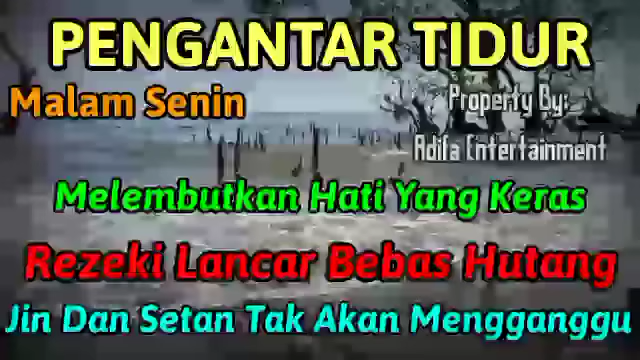 PENGANTAR TIDUR
Malam Senin
Property By:
Adifa Entertainment
Melembutkan Hati Yang Keras
Rezeki Lancar Bebas Hutang
Jin Dan Setan Tak Akan Mengganggu